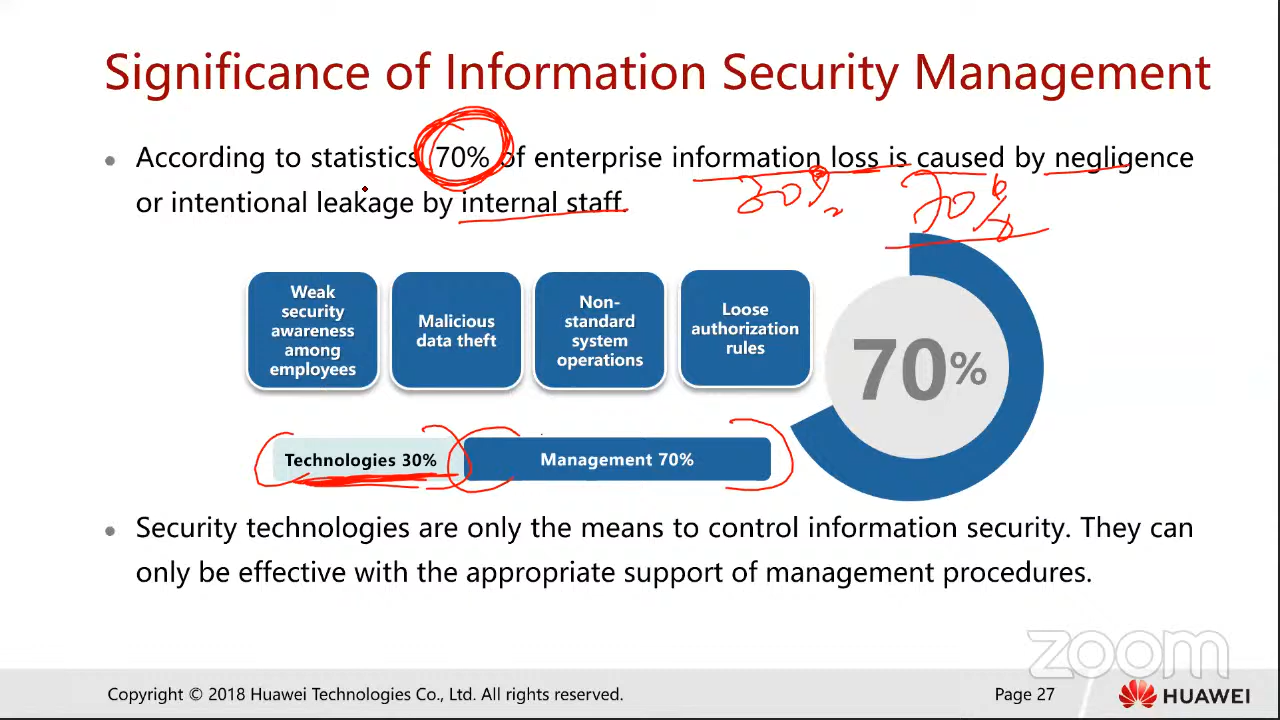 Significance of Information Security Management
• According to statistics 70% of enterprise information loss is caused by negligence
or intentional leakage by internal staff.
30%
70%
Weak
security
awareness
among
employees
Malicious
data theft
Non-
standard
system
operations
Loose
authorization
rules
70%
Technologies 30%
Management 70%
• Security technologies are only the means to control information security. They can
only be effective with the appropriate support of management procedures.
zoom
Copyright © 2018 Huawei Technologies Co., Ltd. All rights reserved.
Page 27
HUAWEI